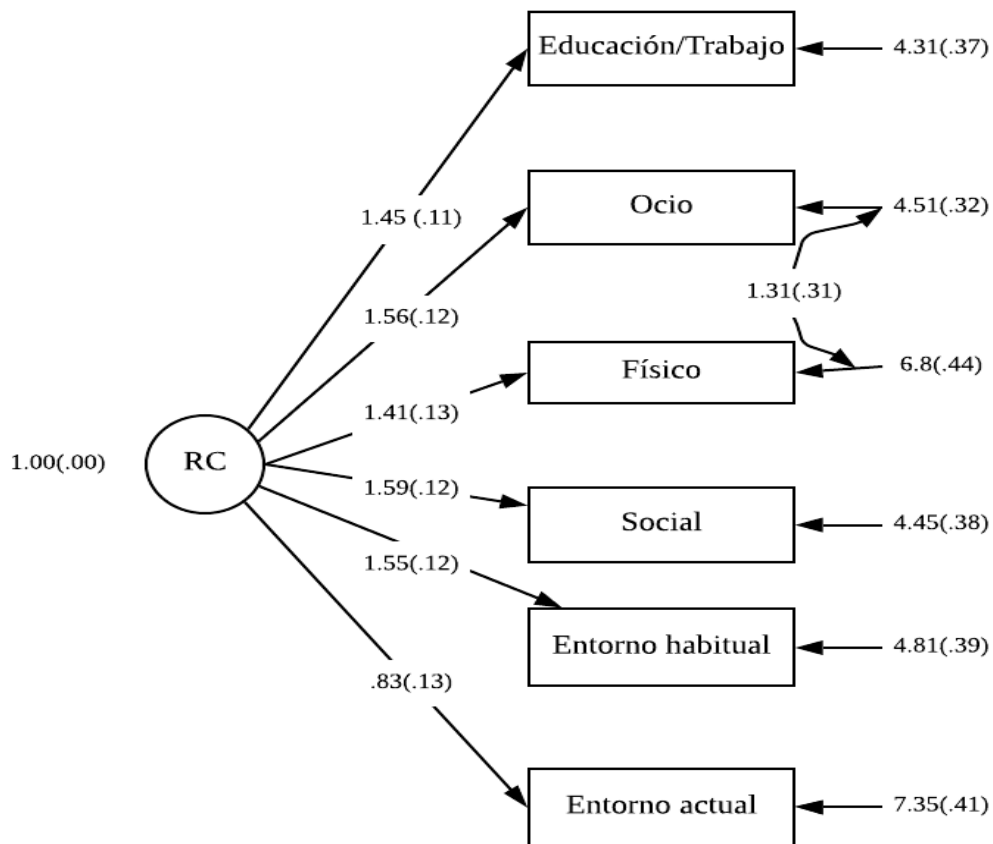 Educación/Trabajo
4.31(.37)
1.45 (.11)
Ocio
4.51(.32)
1.31(.31)
1.56(.12)
Físico
6.8(.44)
1.41(.13)
1.00(.00)
RC
1.59(.12)
Social
4.45(.38)
1.55(.12)
Entorno habitual
4.81(.39)
.83(.13)
Entorno actual
7.35(.41)